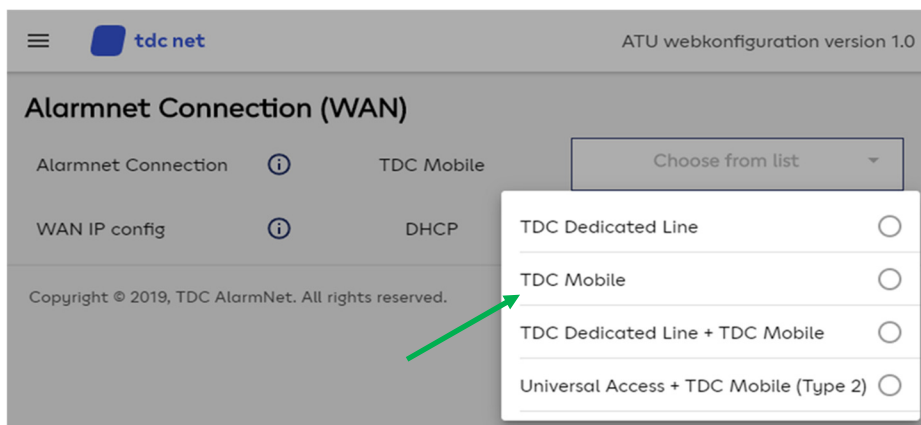 tdc net
ATU webkonfiguration version 1.0
Alarmnet Connection (WAN)
Alarmnet Connection TDC Mobile Choose from list
WAN IP config DHCP
TDC Dedicated Line
TDC Mobile
TDC Dedicated Line + TDC Mobile
Universal Access + TDC Mobile (Type 2)
Copyright © 2019, TDC AlarmNet. All rights reserved.